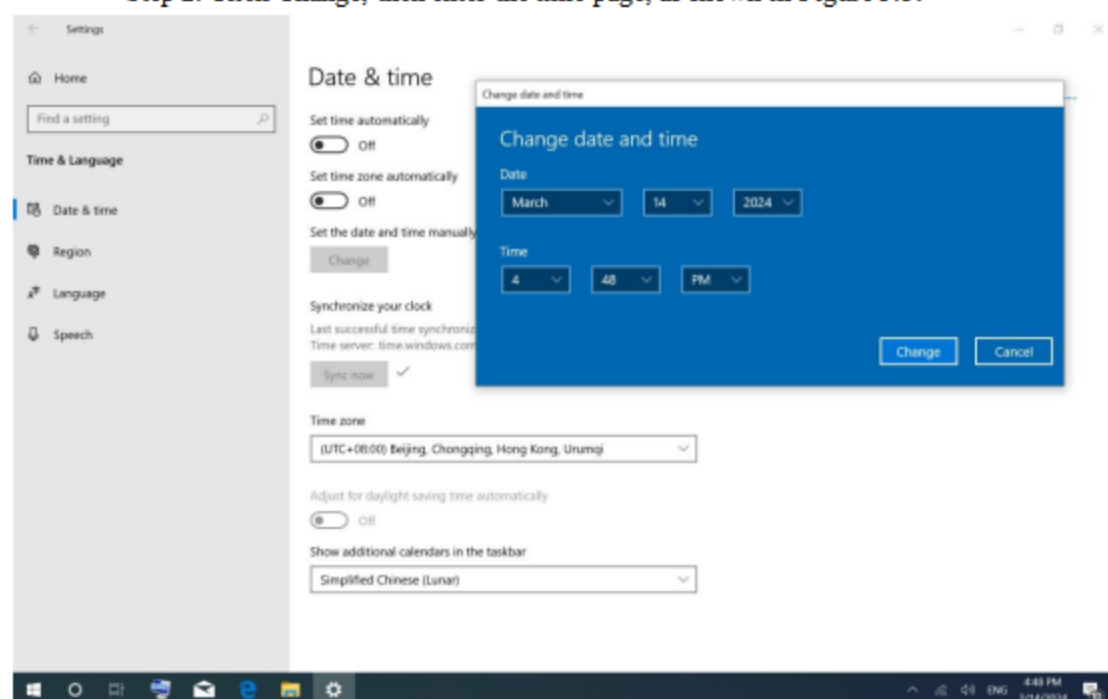 Settings
Home
Date & time
Change date and time
Find a setting
Set time automatically
Off
Change date and time
Time & Language
Set time zone automatically
Date
Off
March
14
2024
Date & time
Set the date and time manually
Region
Change
Time
4
48
PM
Language
Synchronize your clock
Last successful time synchroniz
Speech
Time server: time.windows.com
Change
Cancel
Sync now
Time zone
(UTC+08:00) Beijing, Chongqing, Hong Kong, Urumqi
Adjust for daylight saving time automatically
Off
Show additional calendars in the taskbar
Simplified Chinese (Lunar)
ENG
4:48 PM